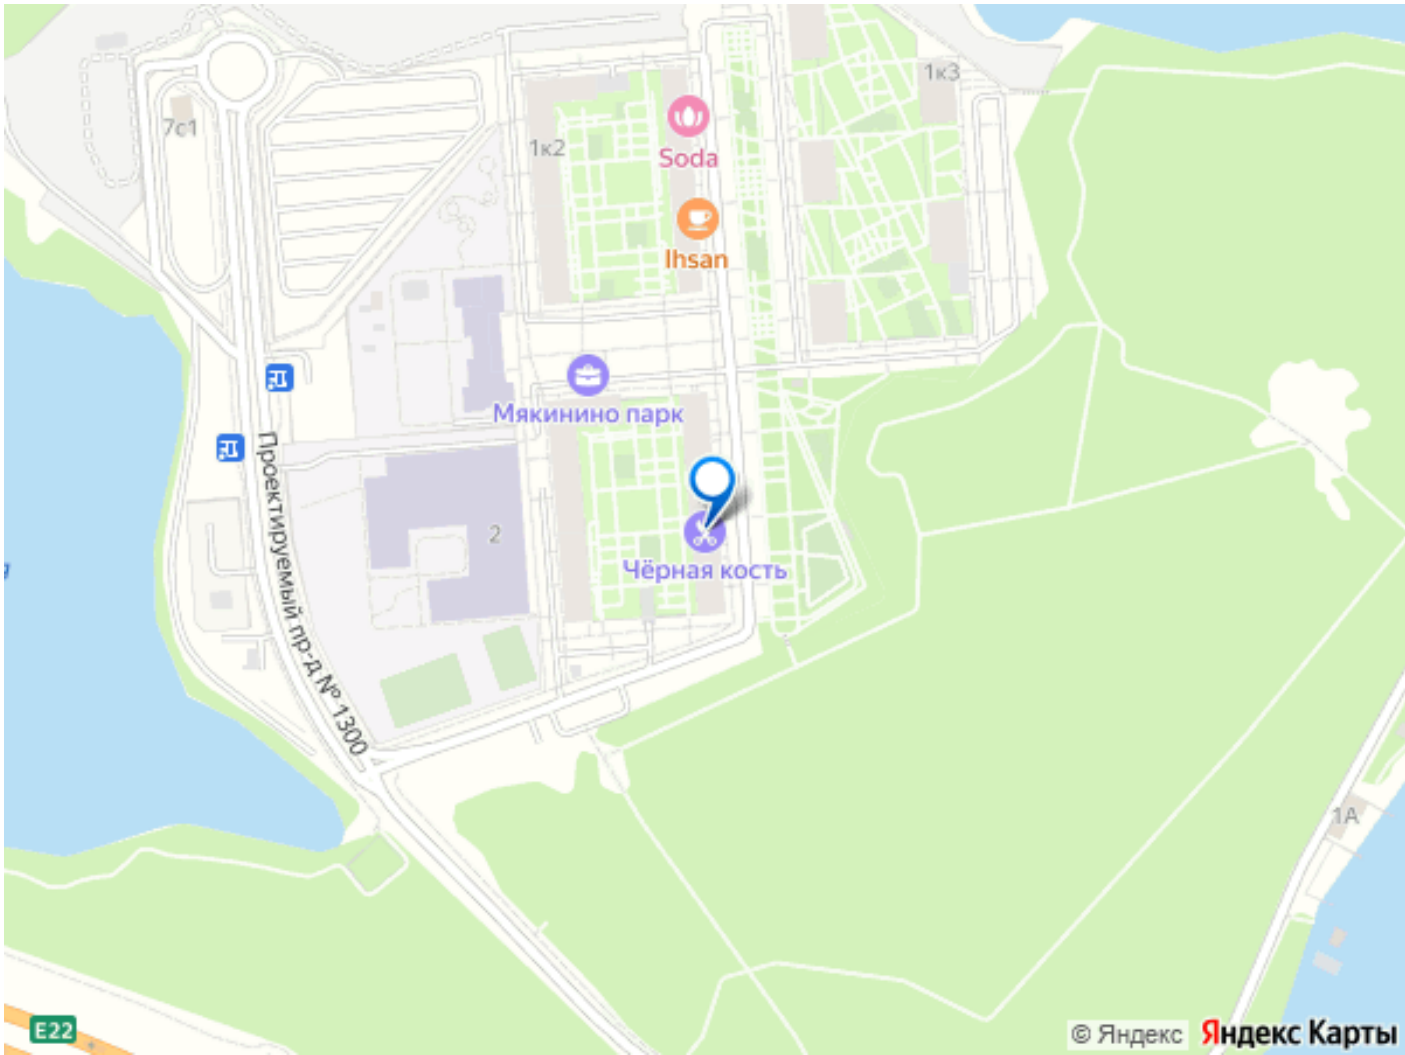 1к3
7с1
1к2
Soda
Ihsan
Мякинино парк
Проектируемый пр-д № 1300
2
Чёрная кость
1А
E22
© Яндекс
Яндекс Карты